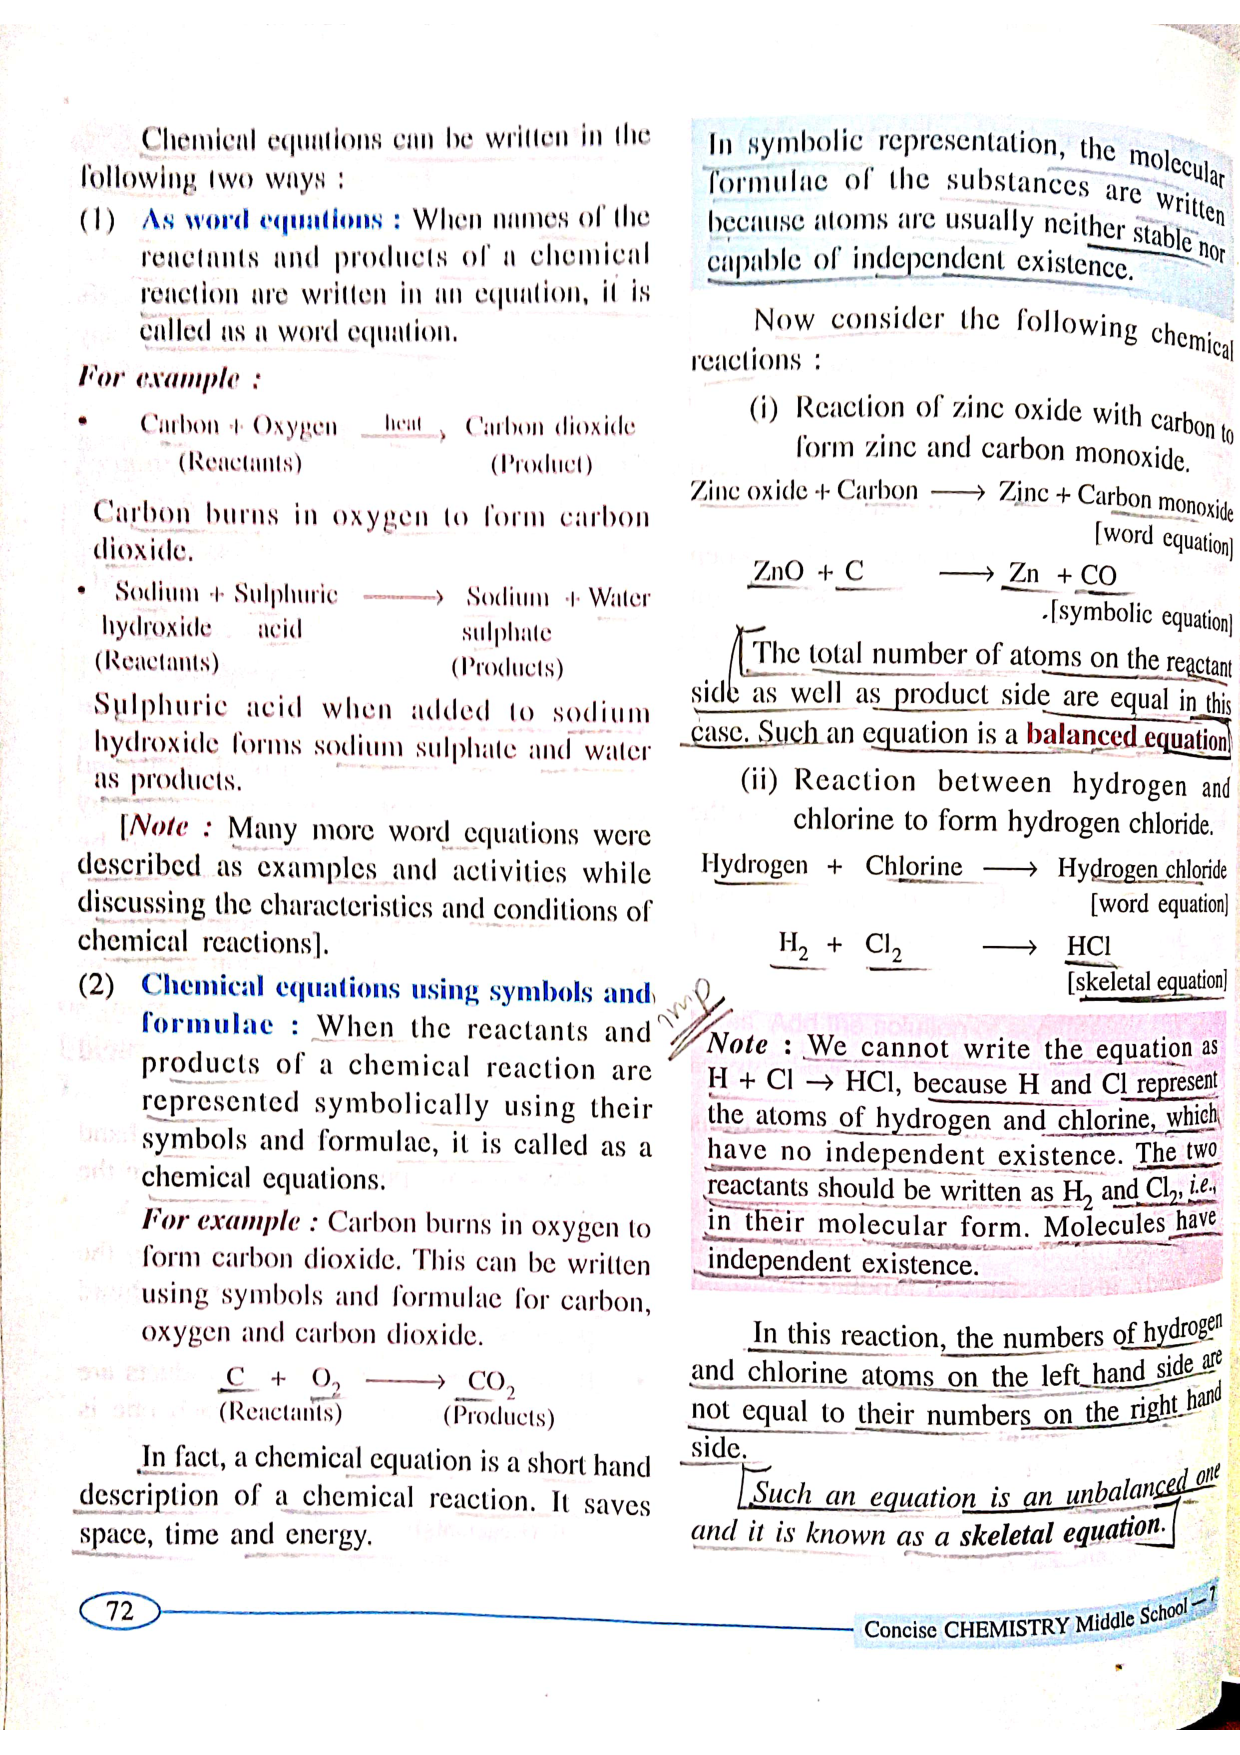 Chemical equations can be written in the
following two ways :
(1) As word equations : When names of the
reactants and products of a chemical
reaction are written in an equation, it is
called as a word equation.
For example :
• Carbon + Oxygen heat → Carbon dioxide
(Reactants) (Product)
Carbon burns in oxygen to form carbon
dioxide.
• Sodium + Sulphuric → Sodium + Water
hydroxide acid sulphate
(Reactants) (Products)
Sulphuric acid when added to sodium
hydroxide forms sodium sulphate and water
as products.
[Note : Many more word equations were
described as examples and activities while
discussing the characteristics and conditions of
chemical reactions].
(2) Chemical equations using symbols and
formulae : When the reactants and
products of a chemical reaction are
represented symbolically using their
symbols and formulae, it is called as a
chemical equations.
For example : Carbon burns in oxygen to
form carbon dioxide. This can be written
using symbols and formulae for carbon,
oxygen and carbon dioxide.
C + O₂ → CO₂
(Reactants) (Products)
In fact, a chemical equation is a short hand
description of a chemical reaction. It saves
space, time and energy.
In symbolic representation, the molecular
formulae of the substances are written
because atoms are usually neither stable nor
capable of independent existence.
Now consider the following chemical
reactions :
(i) Reaction of zinc oxide with carbon to
form zinc and carbon monoxide.
Zinc oxide + Carbon → Zinc + Carbon monoxide
[word equation]
ZnO + C → Zn + CO
[symbolic equation]
The total number of atoms on the reactant
side as well as product side are equal in this
case. Such an equation is a balanced equation
(ii) Reaction between hydrogen and
chlorine to form hydrogen chloride.
Hydrogen + Chlorine → Hydrogen chloride
[word equation]
H₂ + Cl₂ → HCl
[skeletal equation]
Imp
Note : We cannot write the equation as
H + Cl → HCl, because H and Cl represent
the atoms of hydrogen and chlorine, which
have no independent existence. The two
reactants should be written as H₂ and Cl₂, i.e.,
in their molecular form. Molecules have
independent existence.
In this reaction, the numbers of hydrogen
and chlorine atoms on the left hand side are
not equal to their numbers on the right hand
side.
Such an equation is an unbalanced one
and it is known as a skeletal equation.
72
Concise CHEMISTRY Middle School – 7